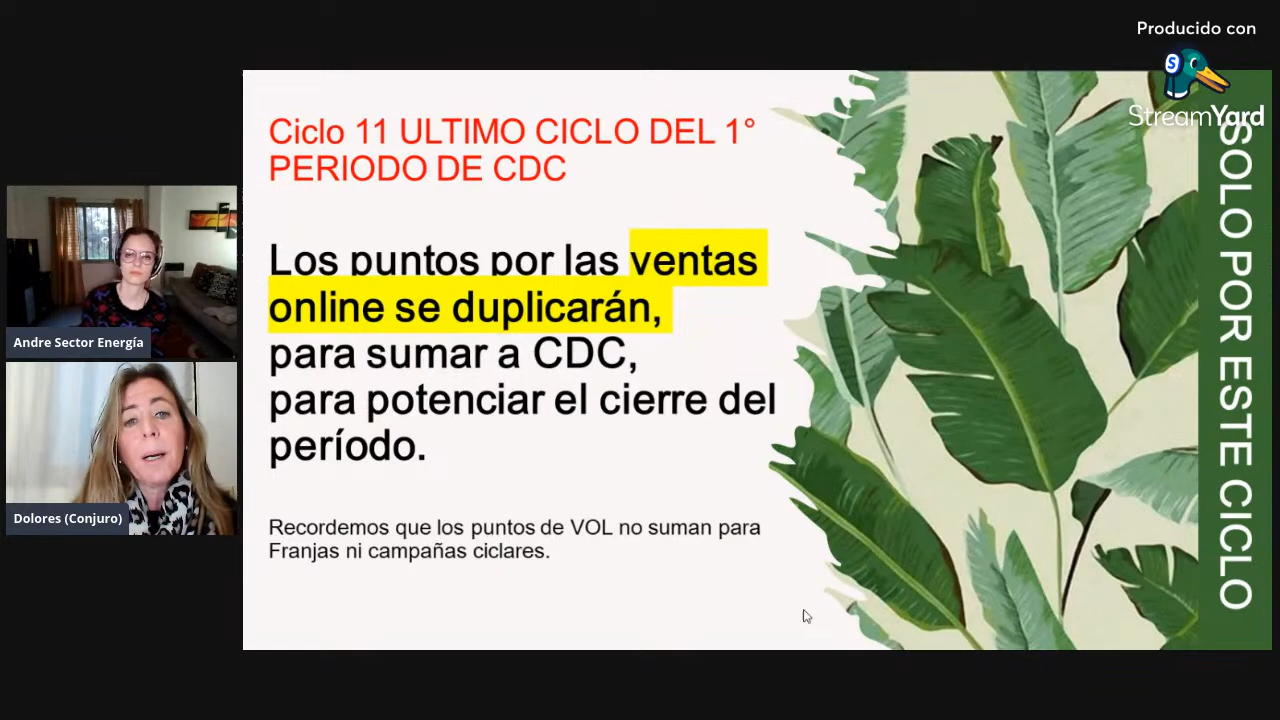 Producido con
StreamYard
Ciclo 11 ULTIMO CICLO DEL 1°
PERIODO DE CDC
Los puntos por las ventas
online se duplicarán,
para sumar a CDC,
para potenciar el cierre del
período.
Recordemos que los puntos de VOL no suman para
Franjas ni campañas ciclares.
SOLO POR ESTE CICLO
Andre Sector Energía
Dolores (Conjuro)